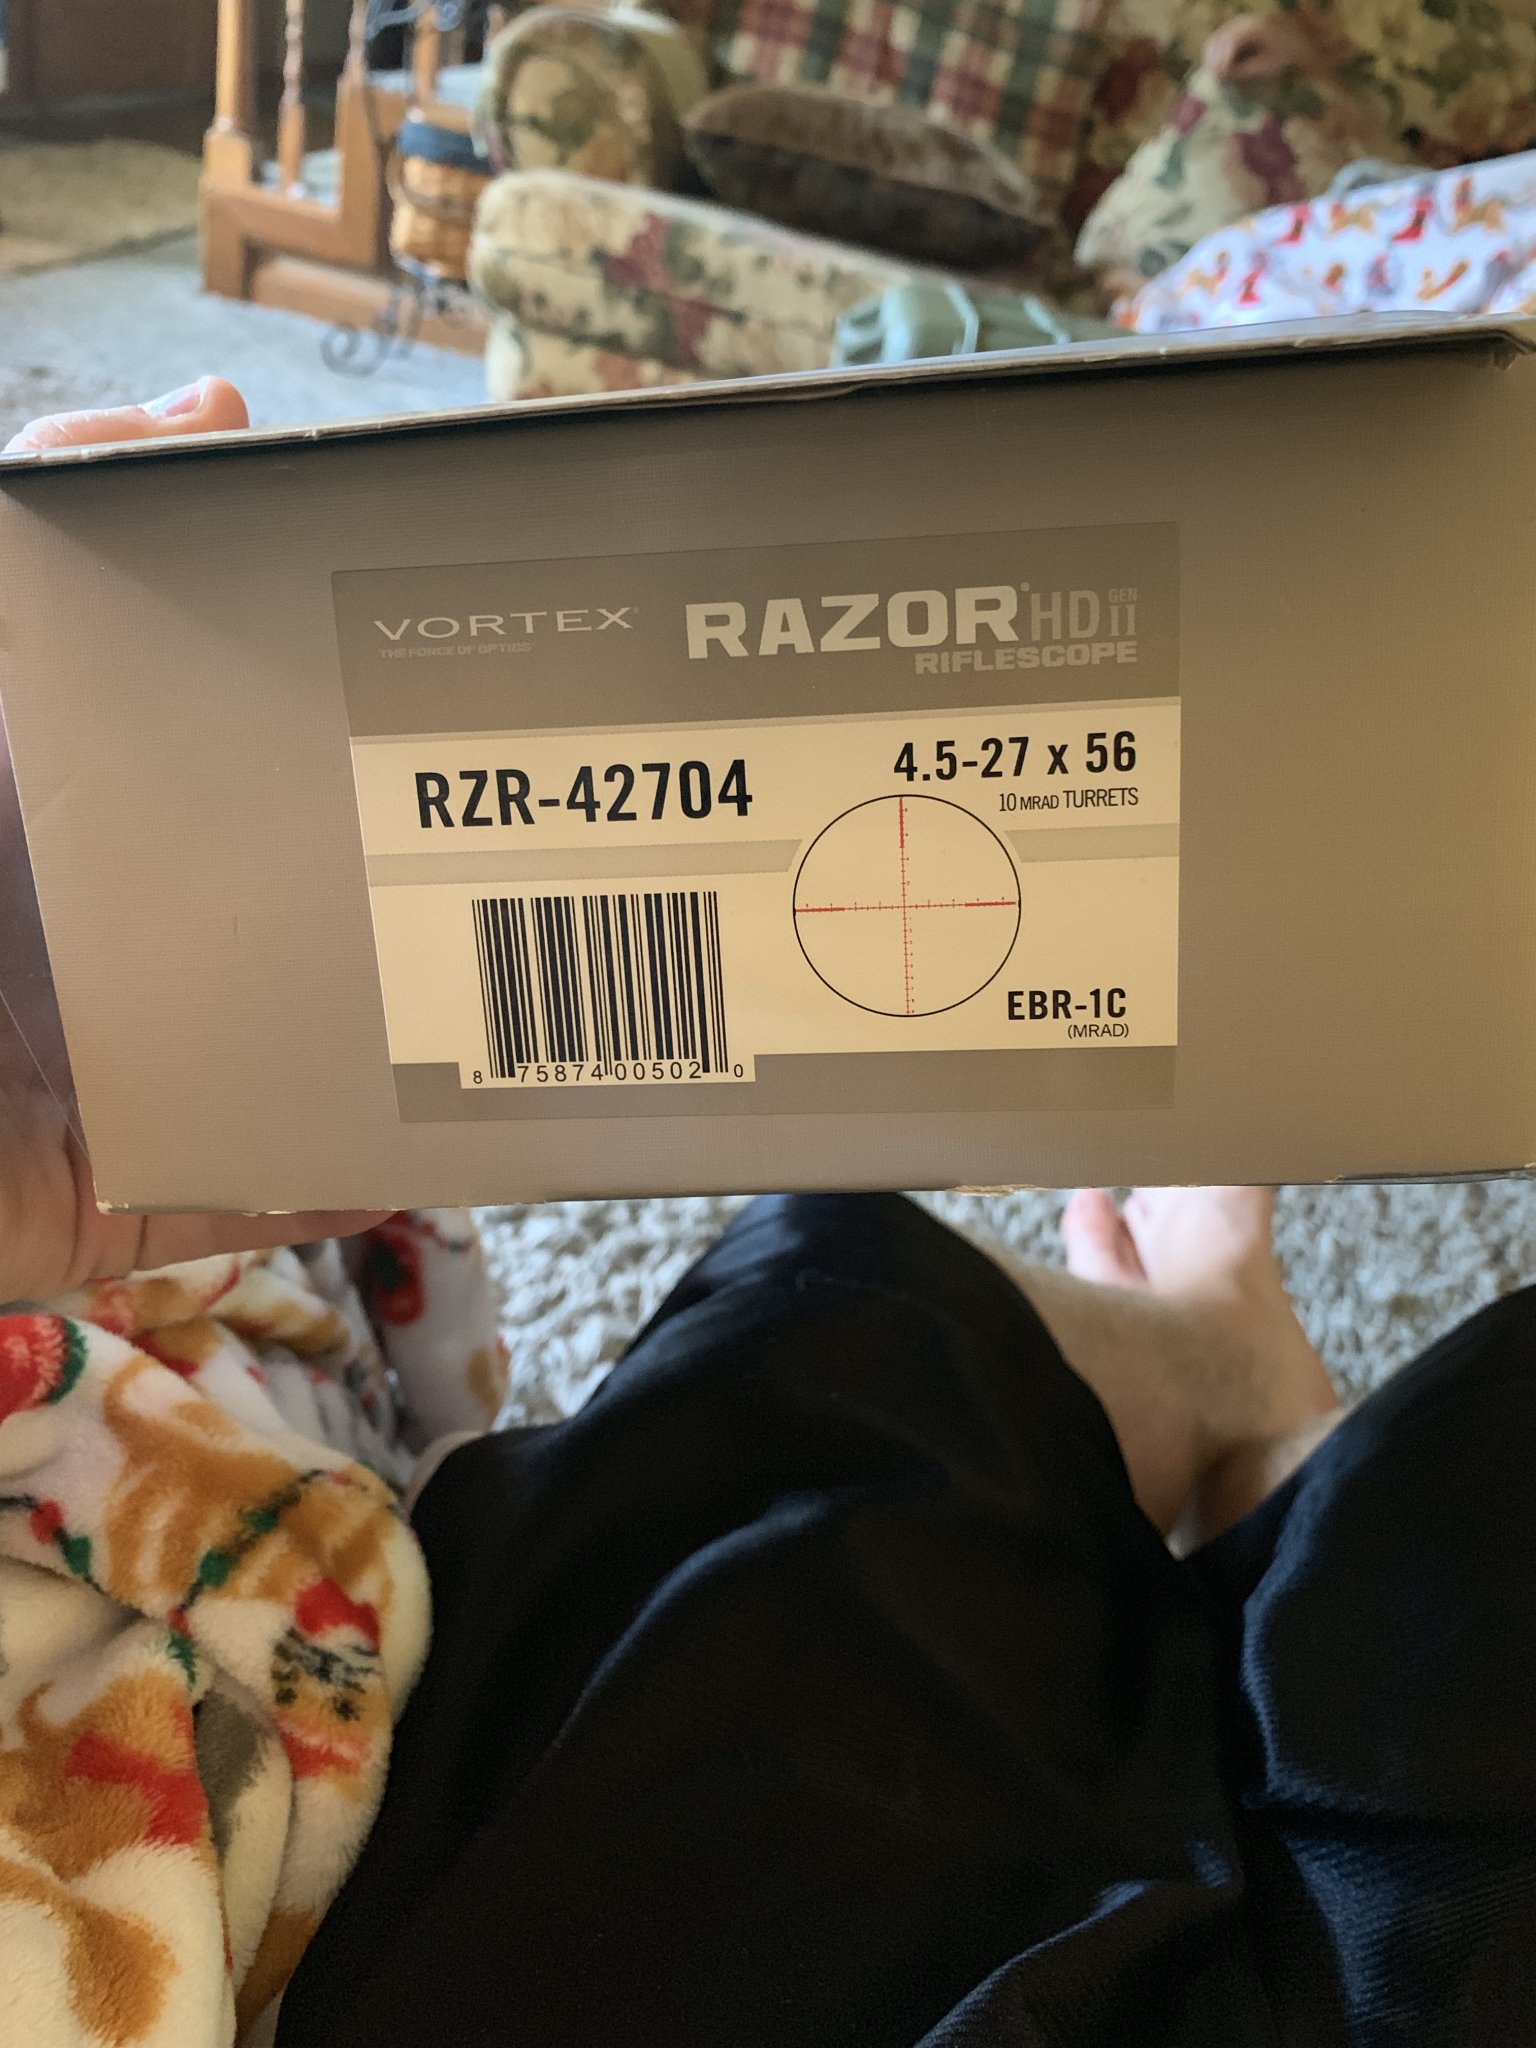 VORTEX®
THE FORCE OF OPTICS
RAZOR® HD GEN II
RIFLESCOPE
RZR-42704
4.5-27 x 56
10 MRAD TURRETS
EBR-1C
(MRAD)
8 75874 00502 0